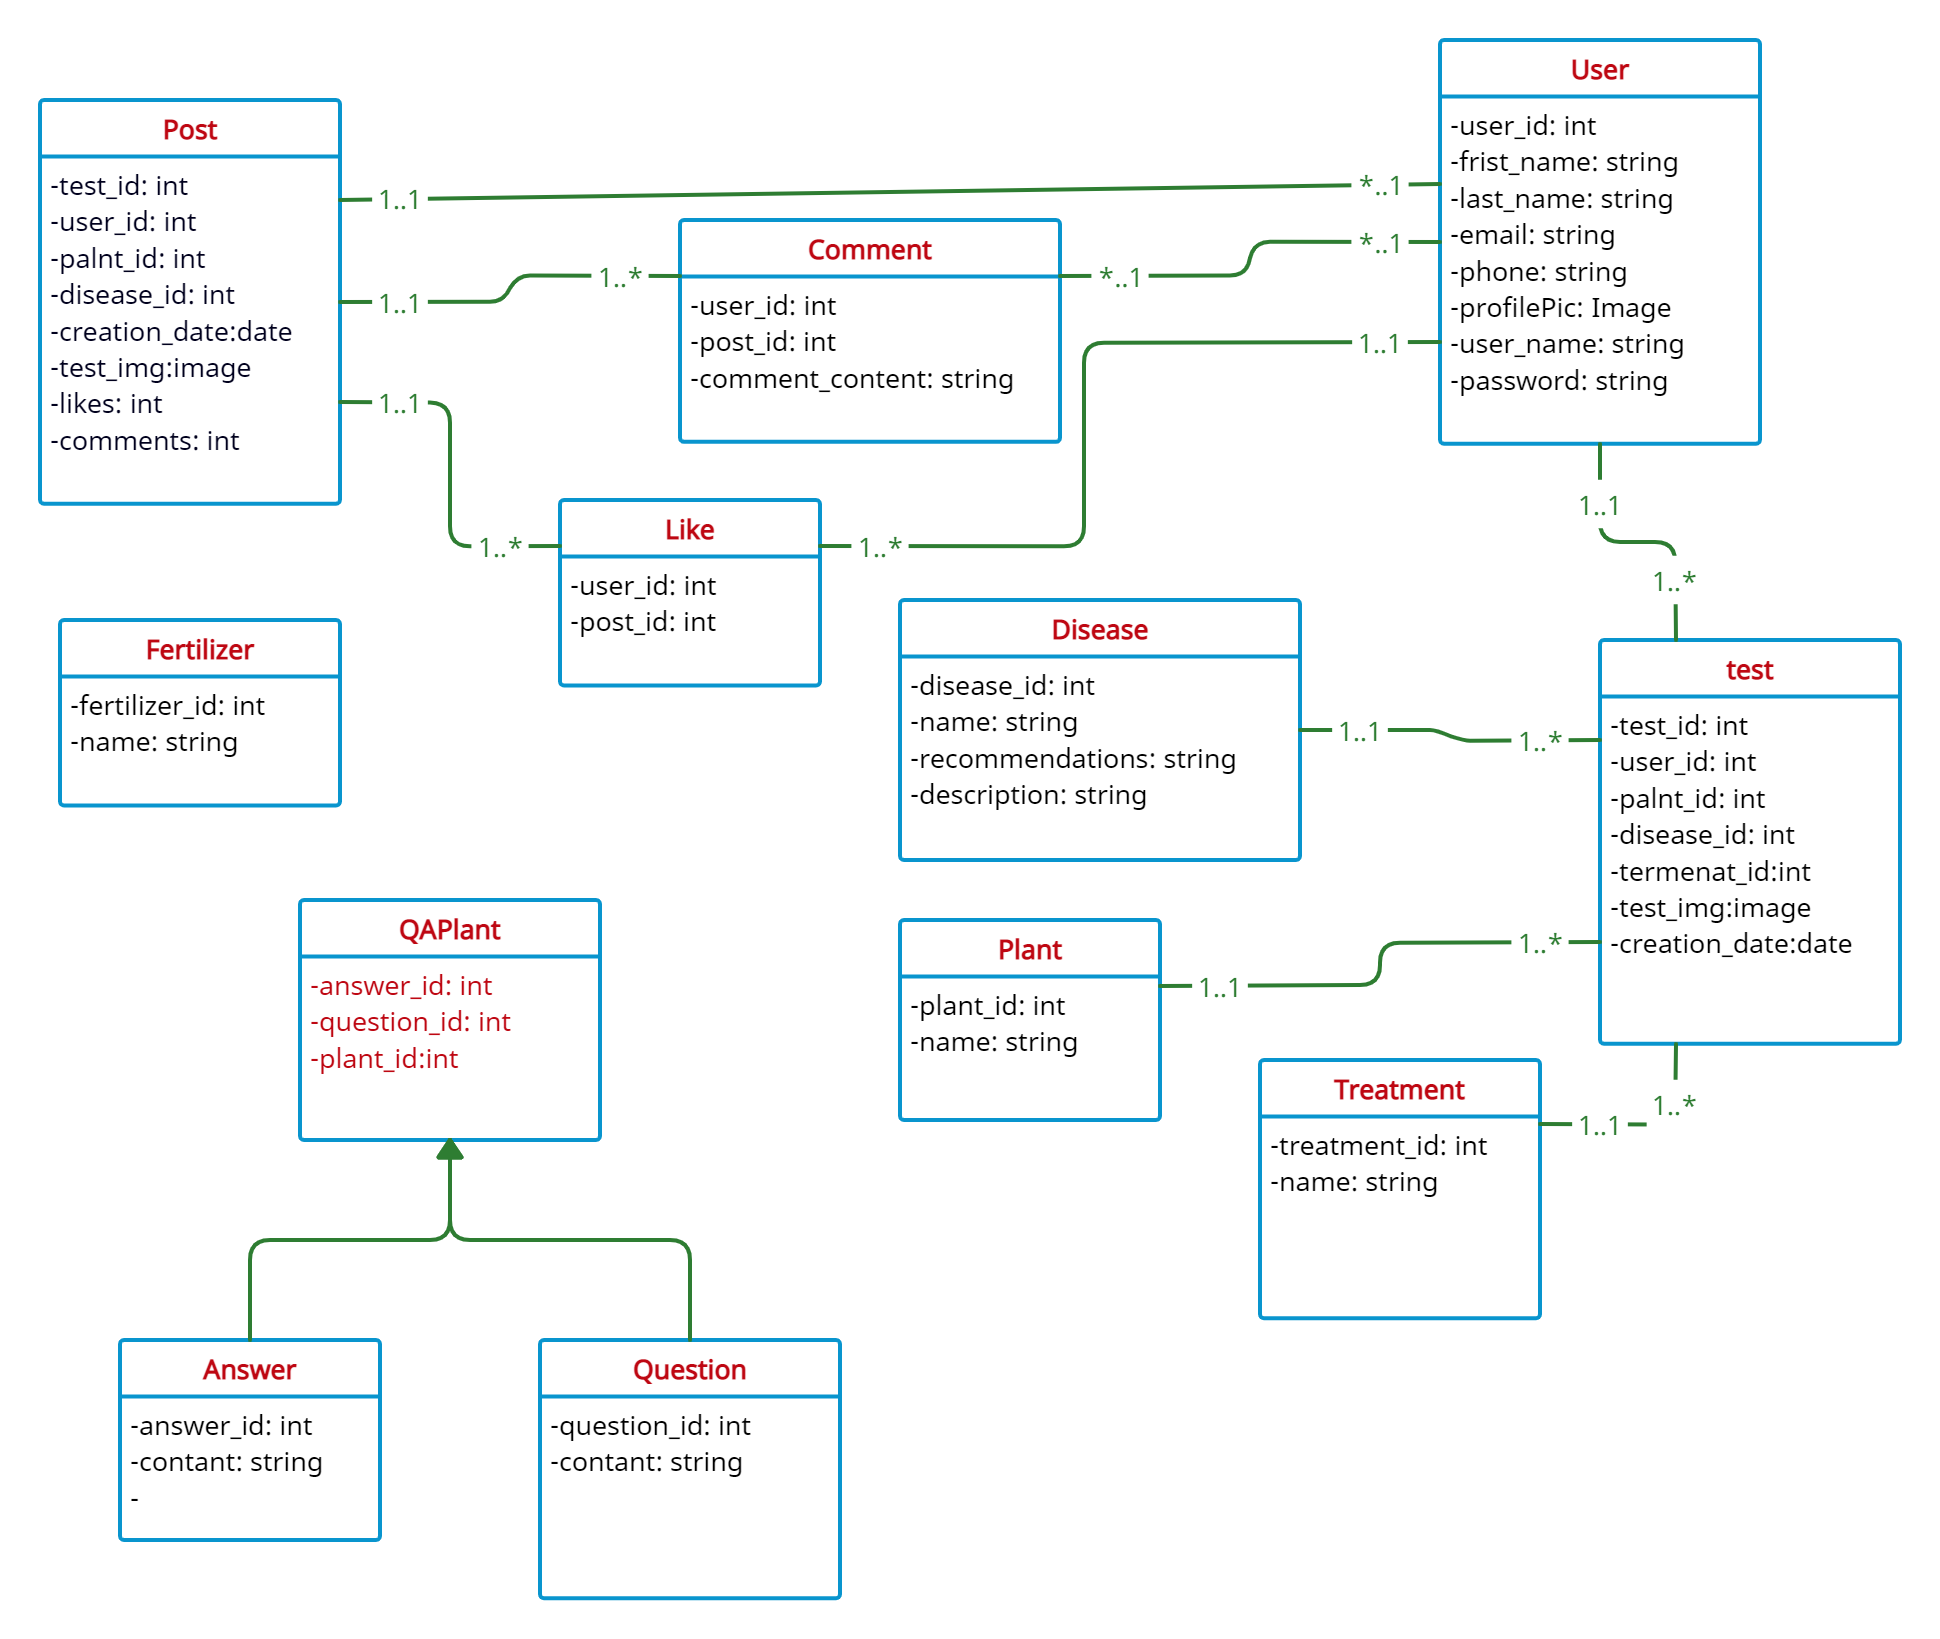 Post
-test_id: int
-user_id: int
-palnt_id: int
-disease_id: int
-creation_date:date
-test_img:image
-likes: int
-comments: int
1..1
*..1
1..1
1..*
*..1
*..1
1..1
1..*
1..*
1..1
Comment
-user_id: int
-post_id: int
-comment_content: string
User
-user_id: int
-frist_name: string
-last_name: string
-email: string
-phone: string
-profilePic: Image
-user_name: string
-password: string
1..1
1..*
Like
-user_id: int
-post_id: int
Fertilizer
-fertilizer_id: int
-name: string
Disease
-disease_id: int
-name: string
-recommendations: string
-description: string
1..1
1..*
test
-test_id: int
-user_id: int
-palnt_id: int
-disease_id: int
-termenat_id:int
-test_img:image
-creation_date:date
QAPlant
-answer_id: int
-question_id: int
-plant_id:int
Plant
-plant_id: int
-name: string
1..1
1..*
Treatment
-treatment_id: int
-name: string
1..1
1..*
Answer
-answer_id: int
-contant: string
-
Question
-question_id: int
-contant: string